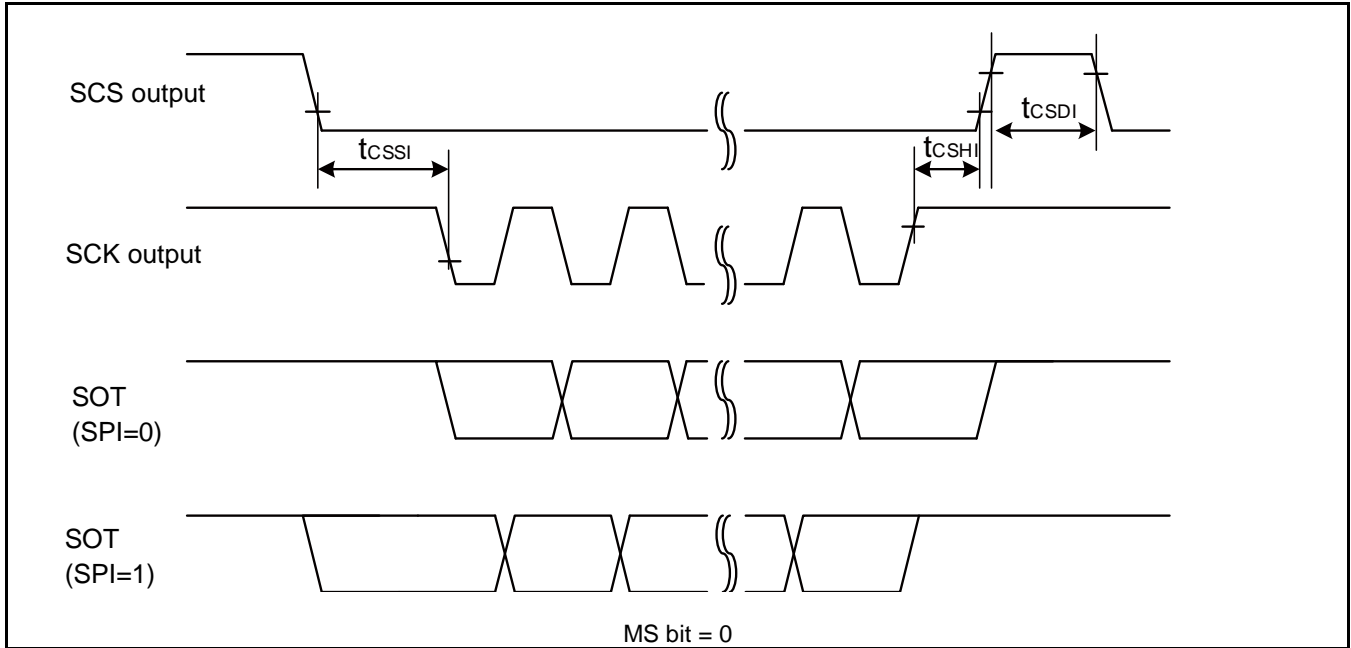 SCS output
tCSSI
tCSHI
tCSDI
SCK output
SOT
(SPI=0)
SOT
(SPI=1)
MS bit = 0